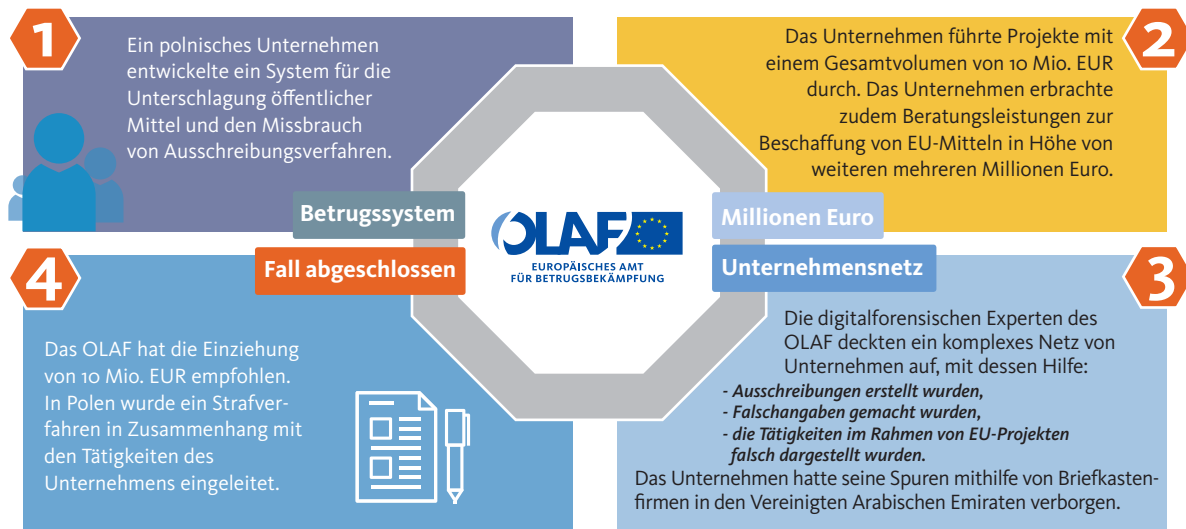 1
Ein polnisches Unternehmen
entwickelte ein System für die
Unterschlagung öffentlicher
Mittel und den Missbrauch
von Ausschreibungsverfahren.
Betrugssystem
2
Das Unternehmen führte Projekte mit
einem Gesamtvolumen von 10 Mio. EUR
durch. Das Unternehmen erbrachte
zudem Beratungsleistungen zur
Beschaffung von EU-Mitteln in Höhe von
weiteren mehreren Millionen Euro.
Millionen Euro
OLAF
EUROPÄISCHES AMT
FÜR BETRUGSBEKÄMPFUNG
Unternehmensnetz
3
Die digitalforensischen Experten des
OLAF deckten ein komplexes Netz von
Unternehmen auf, mit dessen Hilfe:
- Ausschreibungen erstellt wurden,
- Falschangaben gemacht wurden,
- die Tätigkeiten im Rahmen von EU-Projekten
falsch dargestellt wurden.
Das Unternehmen hatte seine Spuren mithilfe von Briefkasten-
firmen in den Vereinigten Arabischen Emiraten verborgen.
Fall abgeschlossen
4
Das OLAF hat die Einziehung
von 10 Mio. EUR empfohlen.
In Polen wurde ein Strafver-
fahren in Zusammenhang mit
den Tätigkeiten des
Unternehmens eingeleitet.